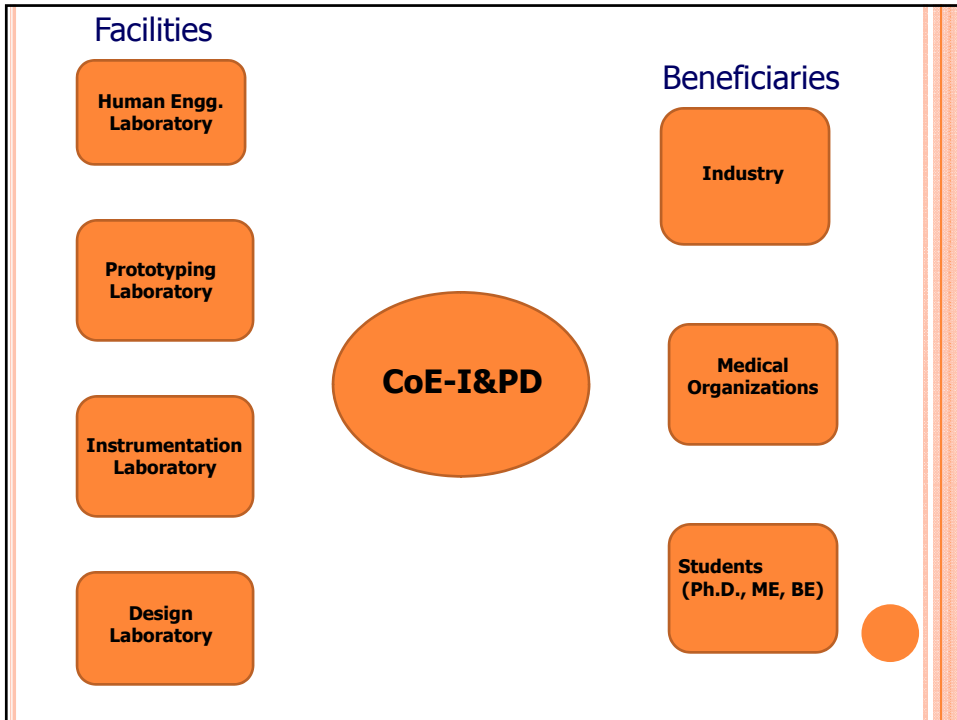 Facilities
Human Engg.
Laboratory
Prototyping
Laboratory
Instrumentation
Laboratory
Design
Laboratory
CoE-I&PD
Beneficiaries
Industry
Medical
Organizations
Students
(Ph.D., ME, BE)